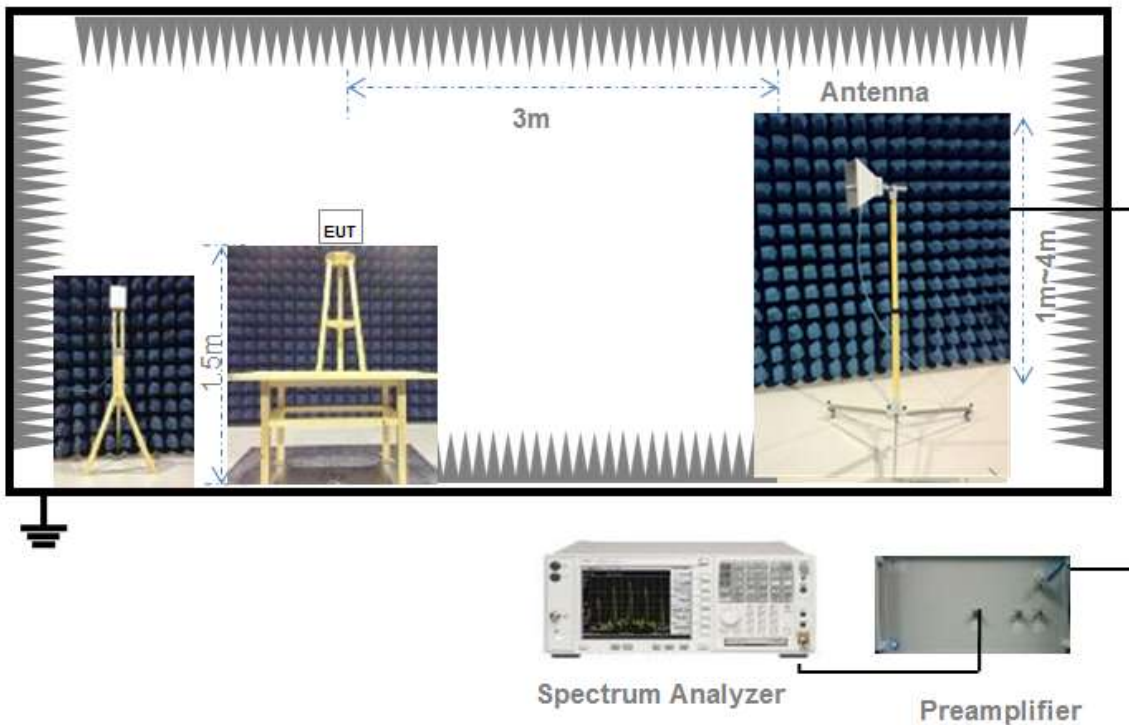 Antenna
3m
EUT
1.5m
1m~4m
Spectrum Analyzer
Preamplifier